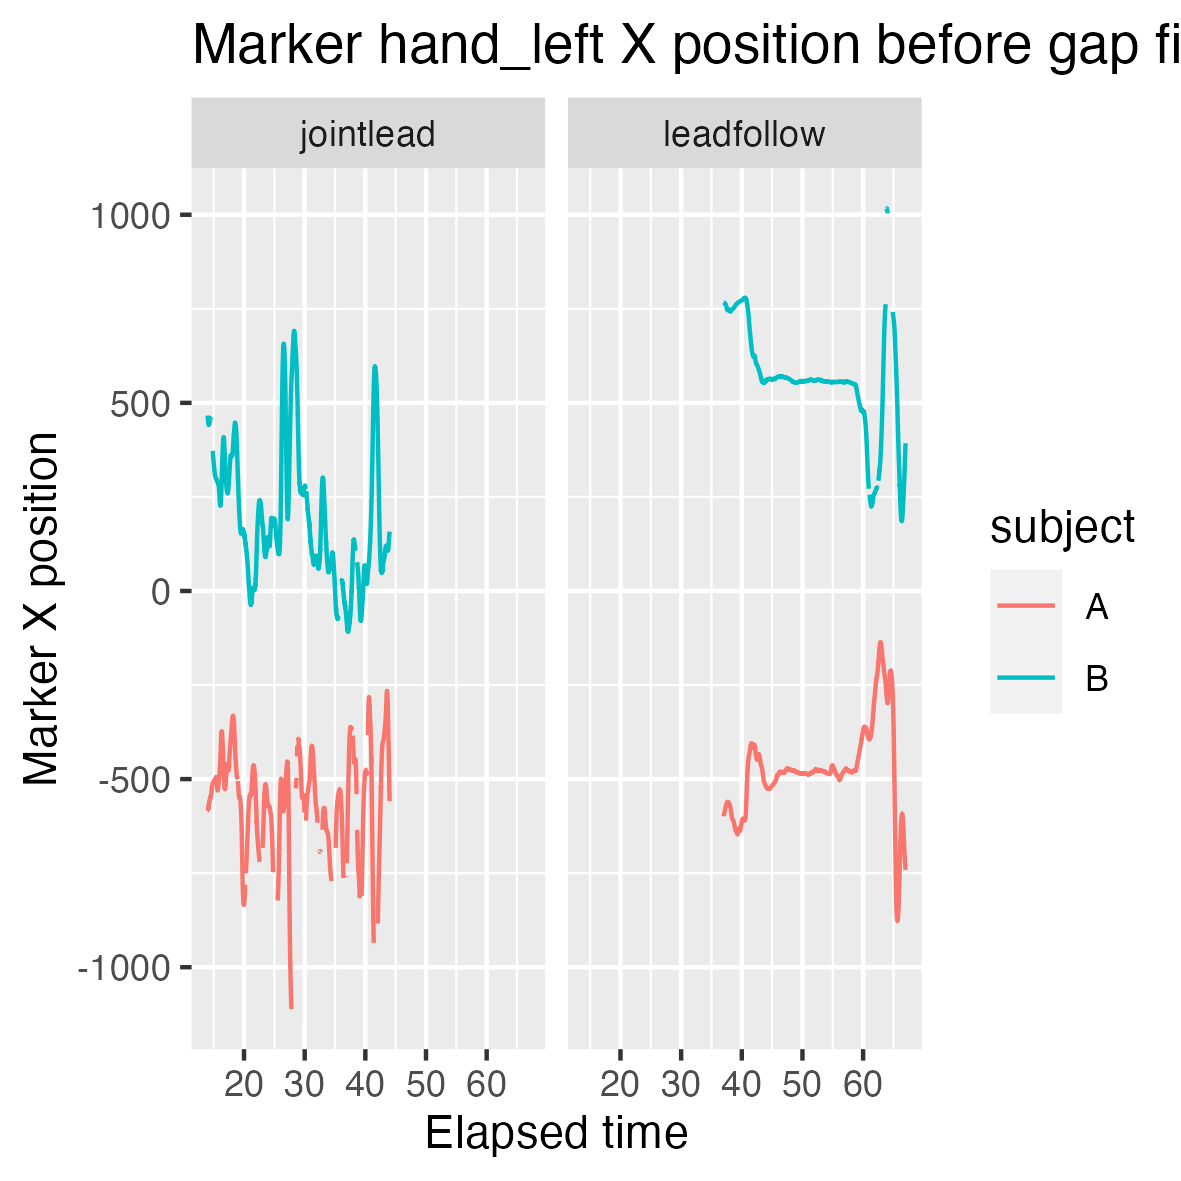 Marker hand_left X position before gap fi
jointlead
leadfollow
1000
500
0
-500
-1000
Marker X position
20 30 40 50 60
20 30 40 50 60
Elapsed time
subject
A
B